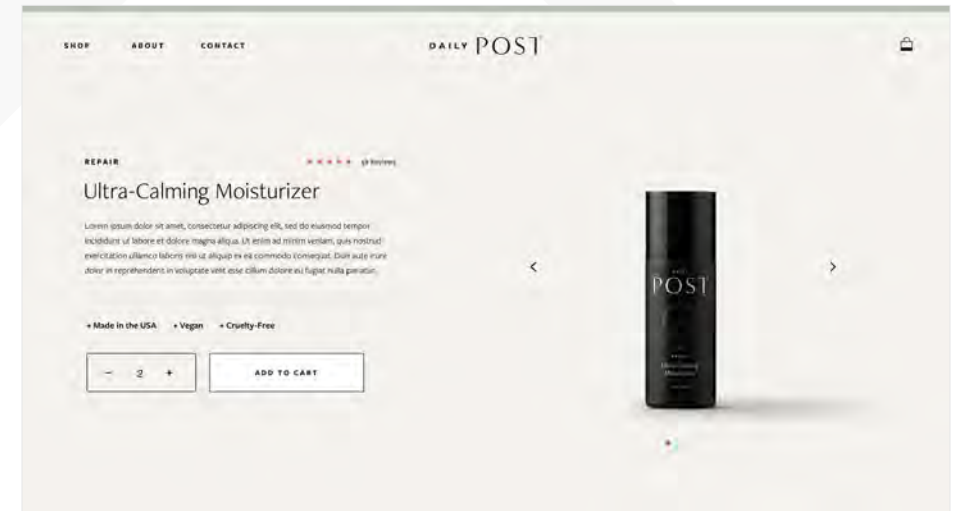 SHOP ABOUT CONTACT DAILY POST
REPAIR
Ultra-Calming Moisturizer
Lorem ipsum dolor sit amet, consectetur adipiscing elit, sed do eiusmod tempor
incididunt ut labore et dolore magna aliqua. Ut enim ad minim veniam, quis nostrud
exercitation ullamco laboris nisi ut aliquip ex ea commodo consequat. Duis aute irure
dolor in reprehenderit in voluptate velit esse cillum dolore eu fugiat nulla pariatur.
+ Made in the USA + Vegan + Cruelty-Free
− 2 +
ADD TO CART
POST
Ultra-Calming
Moisturizer